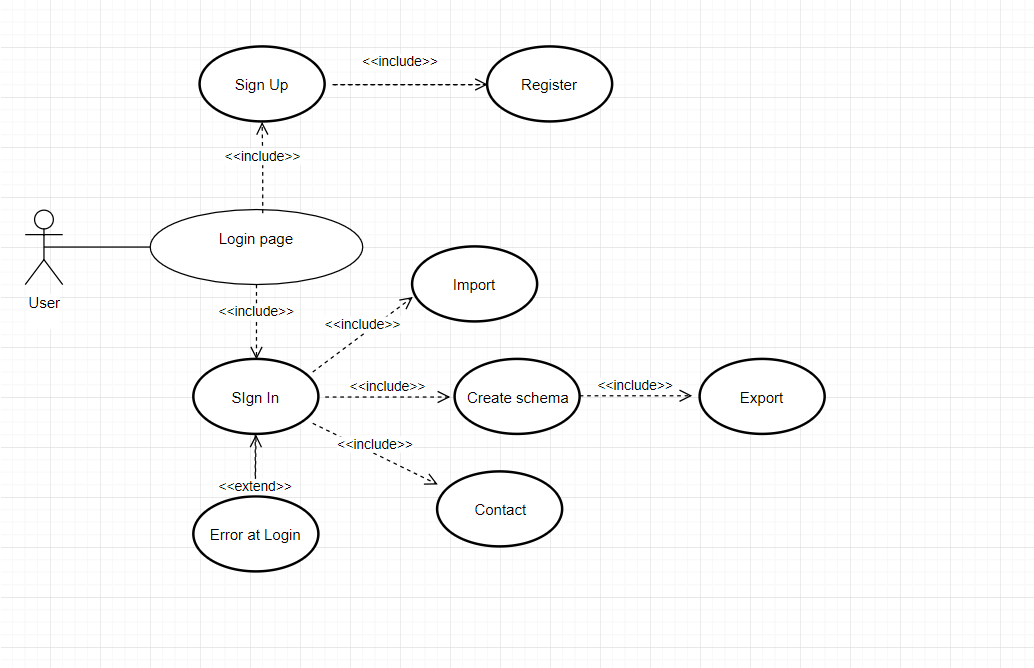 <<include>>
Sign Up
Register
<<include>>
Login page
User
Import
<<include>>
<<include>>
<<include>>
<<include>>
SIgn In
Create schema
Export
<<include>>
<<extend>>
Contact
Error at Login